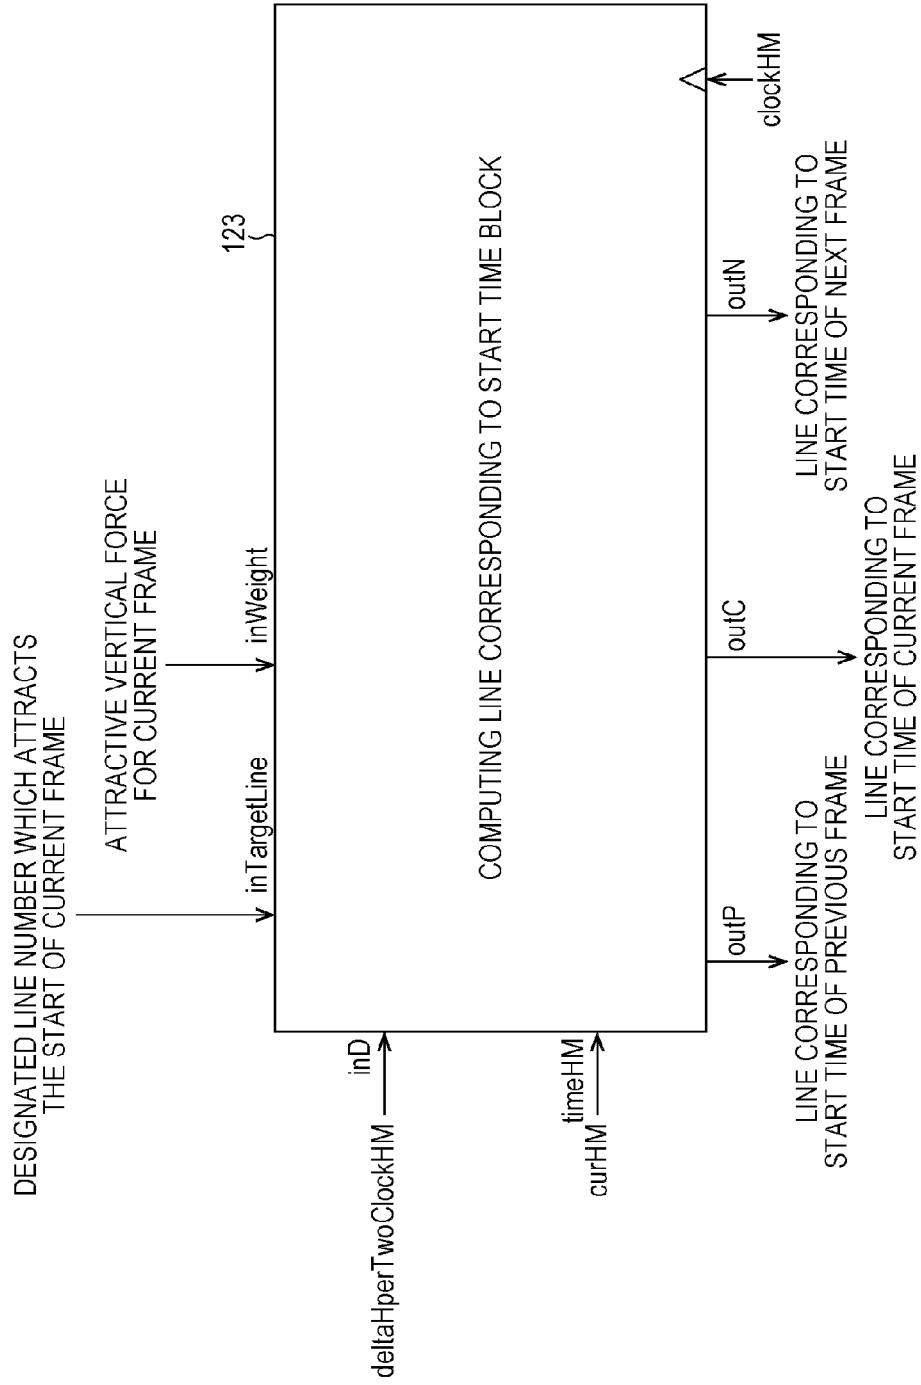 DESIGNATED LINE NUMBER WHICH ATTRACTS
THE START OF CURRENT FRAME
ATTRACTIVE VERTICAL FORCE
FOR CURRENT FRAME
inTargetLine
inWeight
123
deltaHperTwoClockHM
inD
curHM
timeHM
COMPUTING LINE CORRESPONDING TO START TIME BLOCK
outP
outC
outN
clockHM
LINE CORRESPONDING TO
START TIME OF PREVIOUS FRAME
LINE CORRESPONDING TO
START TIME OF CURRENT FRAME
LINE CORRESPONDING TO
START TIME OF NEXT FRAME